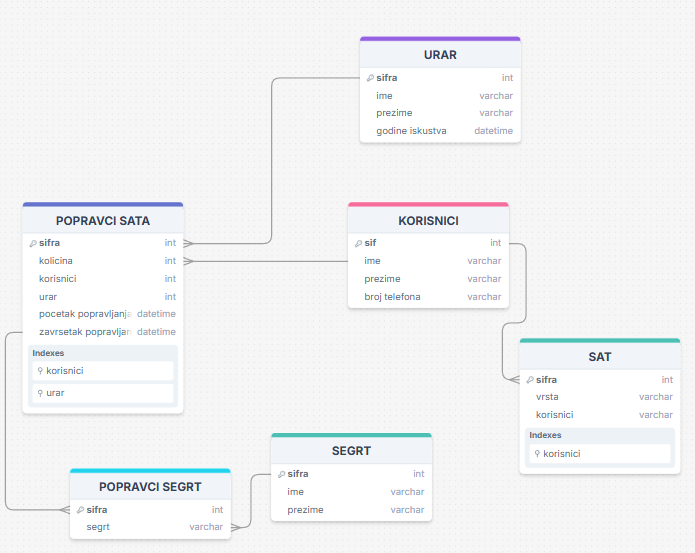 URAR
sifra int
ime varchar
prezime varchar
godine iskustva datetime
POPRAVCI SATA
sifra int
kolicina int
korisnici int
urar int
pocetak popravljanja datetime
zavrsetak popravljan datetime
Indexes
korisnici
urar
KORISNICI
sif int
ime varchar
prezime varchar
broj telefona varchar
SAT
sifra int
vrsta varchar
korisnici varchar
Indexes
korisnici
SEGRT
sifra int
ime varchar
prezime varchar
POPRAVCI SEGRT
sifra int
segrt varchar